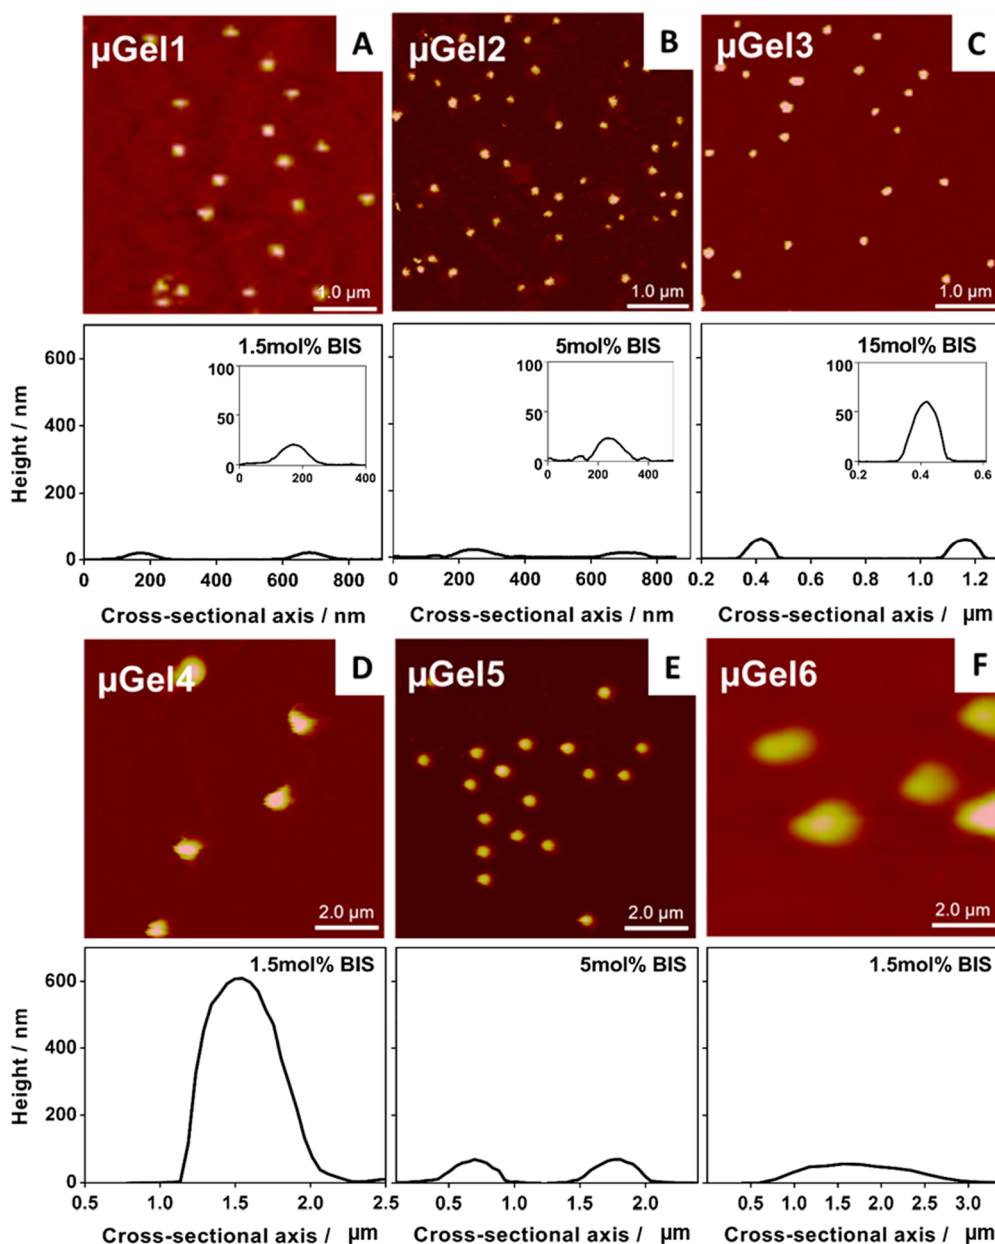 µGel1 A
µGel2 B
µGel3 C
1.0 µm
1.0 µm
1.0 µm
1.5mol% BIS
5mol% BIS
15mol% BIS
Height / nm
600
400
200
0
100
50
0
0 200 400
100
50
0
0 200 400
100
50
0
0.2 0.4 0.6
0 200 400 600 800
0 200 400 600 800
0.2 0.4 0.6 0.8 1.0 1.2
Cross-sectional axis / nm
Cross-sectional axis / nm
Cross-sectional axis / µm
µGel4 D
µGel5 E
µGel6 F
2.0 µm
2.0 µm
2.0 µm
1.5mol% BIS
5mol% BIS
1.5mol% BIS
Height / nm
600
400
200
0
0.5 1.0 1.5 2.0 2.5
0.5 1.0 1.5 2.0
0.5 1.0 1.5 2.0 2.5 3.0
Cross-sectional axis / µm
Cross-sectional axis / µm
Cross-sectional axis / µm